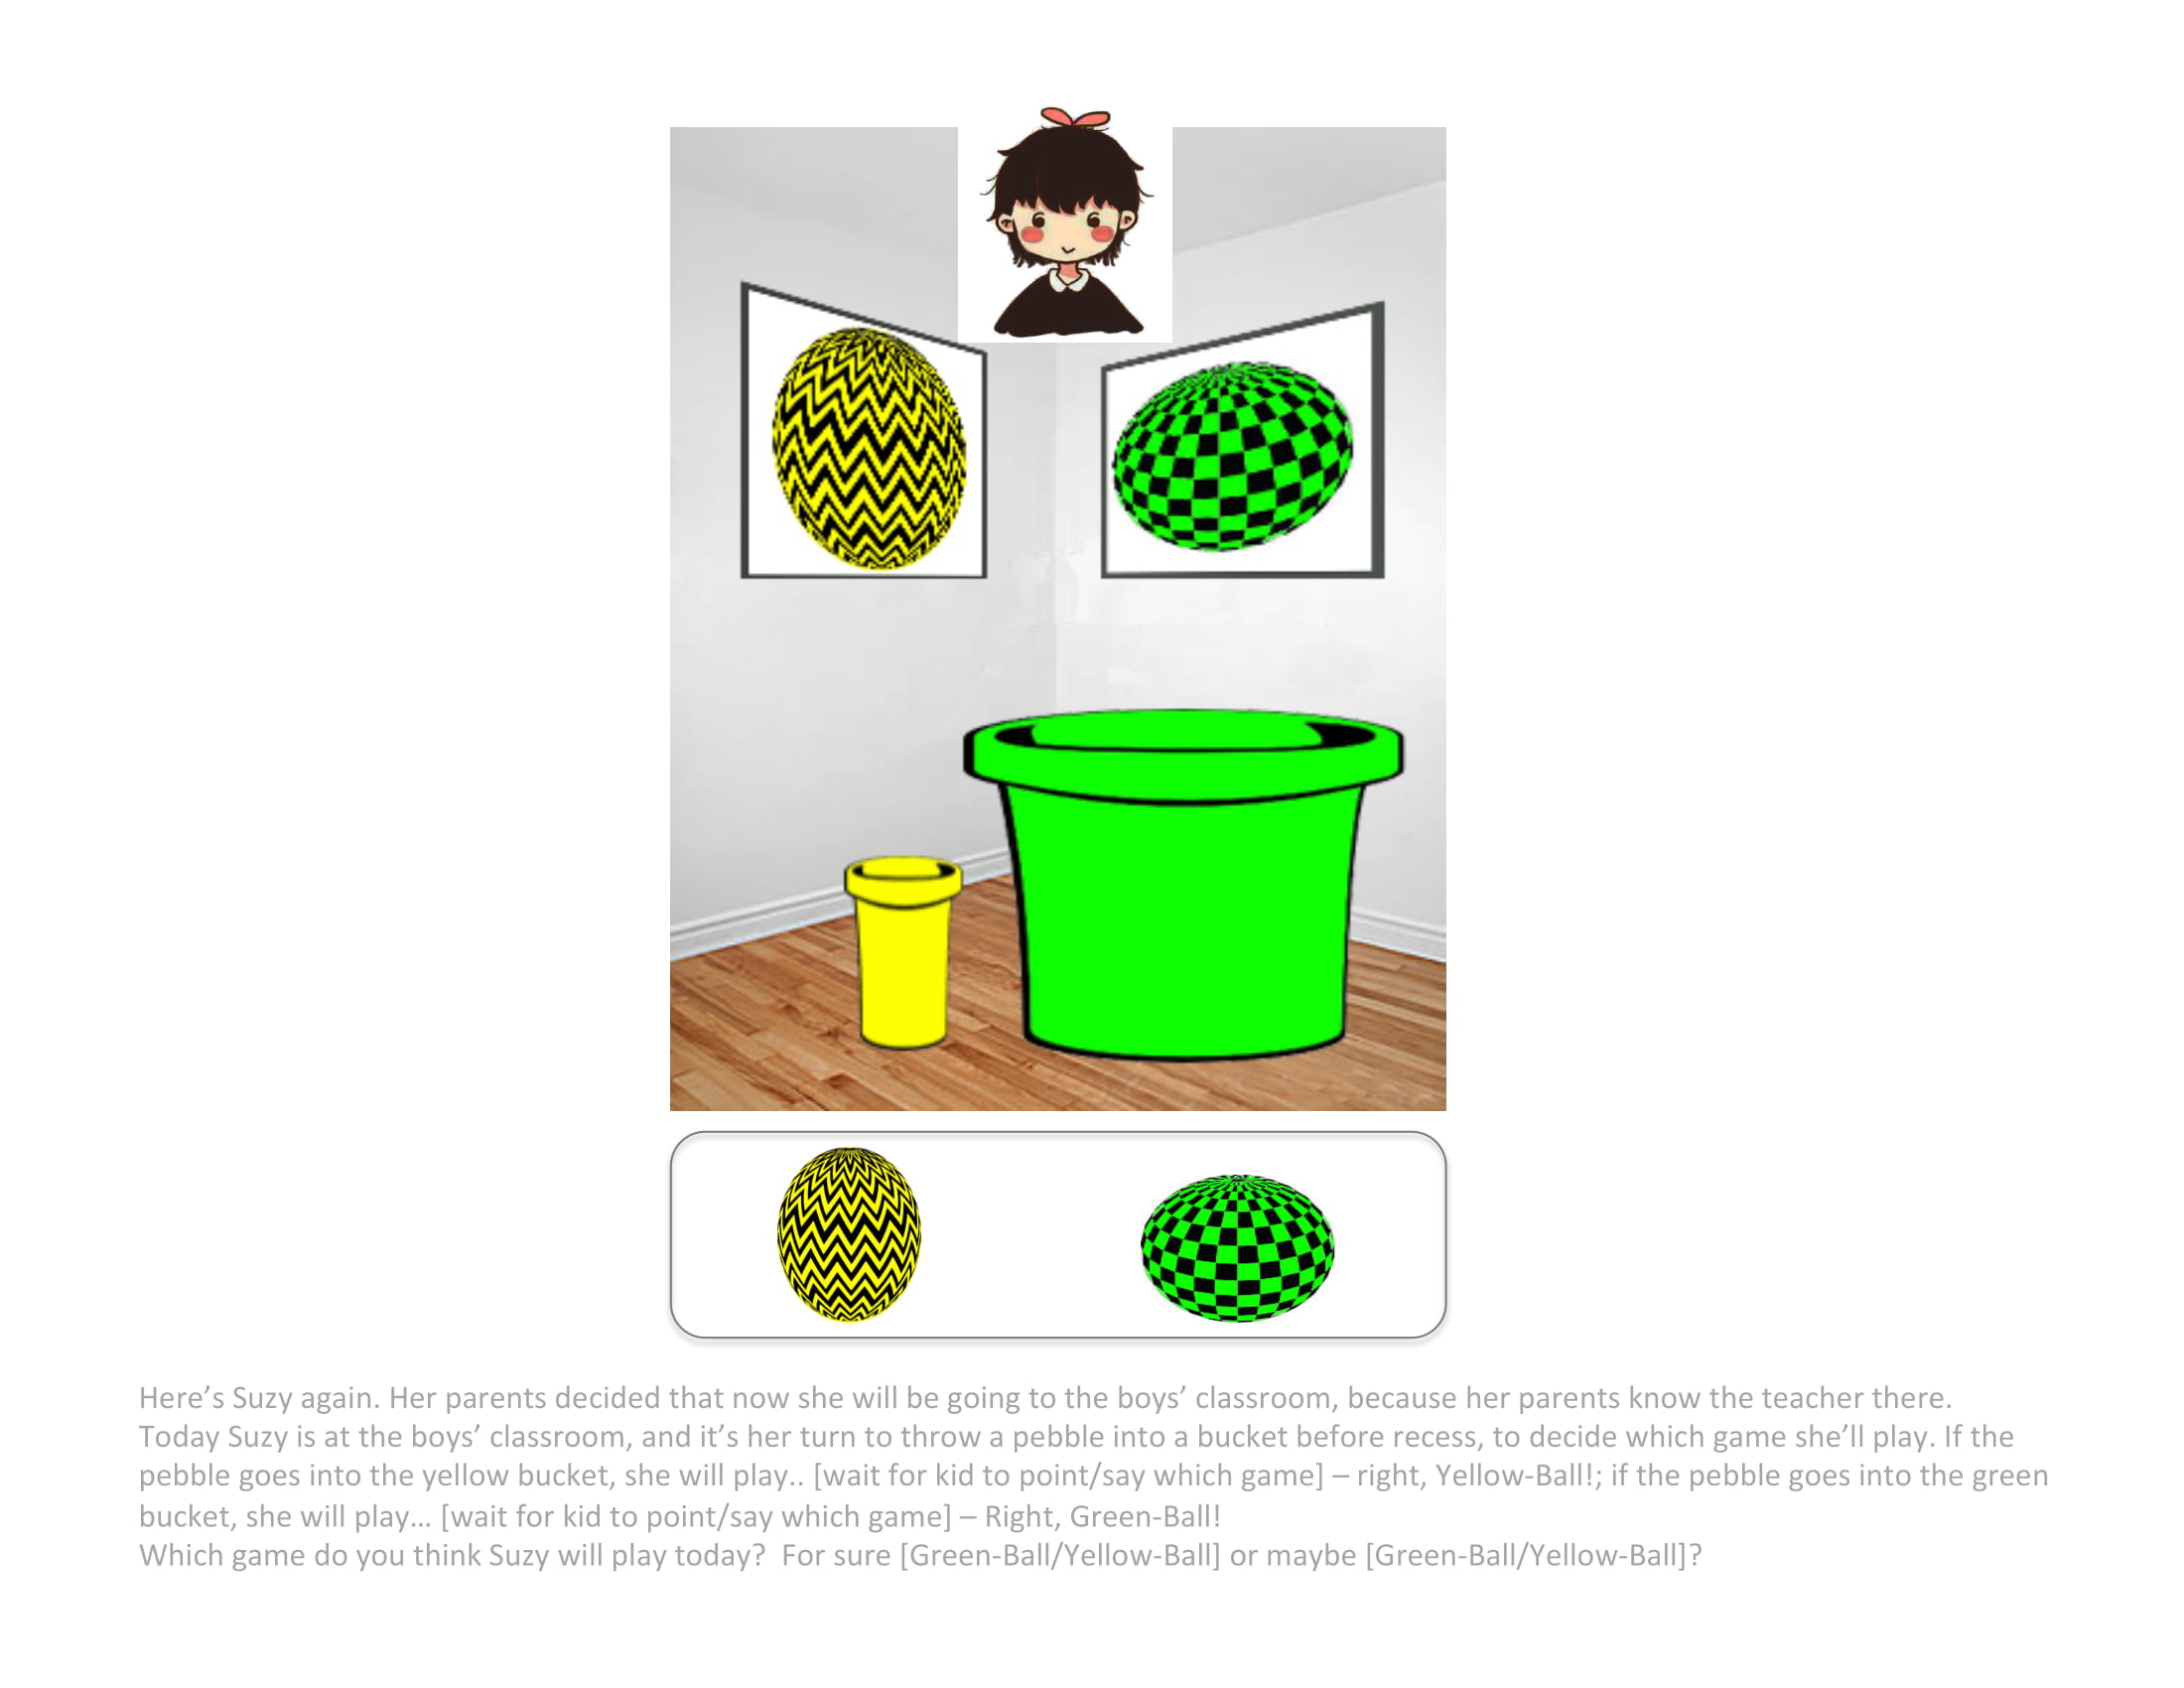 Here’s Suzy again. Her parents decided that now she will be going to the boys’ classroom, because her parents know the teacher there.
Today Suzy is at the boys’ classroom, and it’s her turn to throw a pebble into a bucket before recess, to decide which game she’ll play. If the
pebble goes into the yellow bucket, she will play.. [wait for kid to point/say which game] – right, Yellow-Ball!; if the pebble goes into the green
bucket, she will play… [wait for kid to point/say which game] – Right, Green-Ball!
Which game do you think Suzy will play today?  For sure [Green-Ball/Yellow-Ball] or maybe [Green-Ball/Yellow-Ball]?